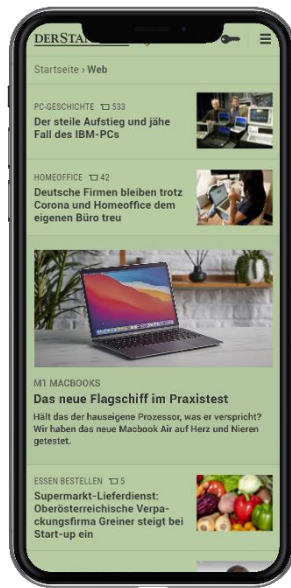 DERSTA
Startseite › Web
PC-GESCHICHTE 533
Der steile Aufstieg und jähe
Fall des IBM-PCs
HOMEOFFICE 42
Deutsche Firmen bleiben trotz
Corona und Homeoffice dem
eigenen Büro treu
M1 MACBOOKS
Das neue Flagschiff im Praxistest
Hält das der hauseigene Prozessor, was er verspricht?
Wir haben das neue Macbook Air auf Herz und Nieren
getestet.
ESSEN BESTELLEN 5
Supermarkt-Lieferdienst:
Oberösterreichische Verpa-
ckungsfirma Greiner steigt bei
Start-up ein